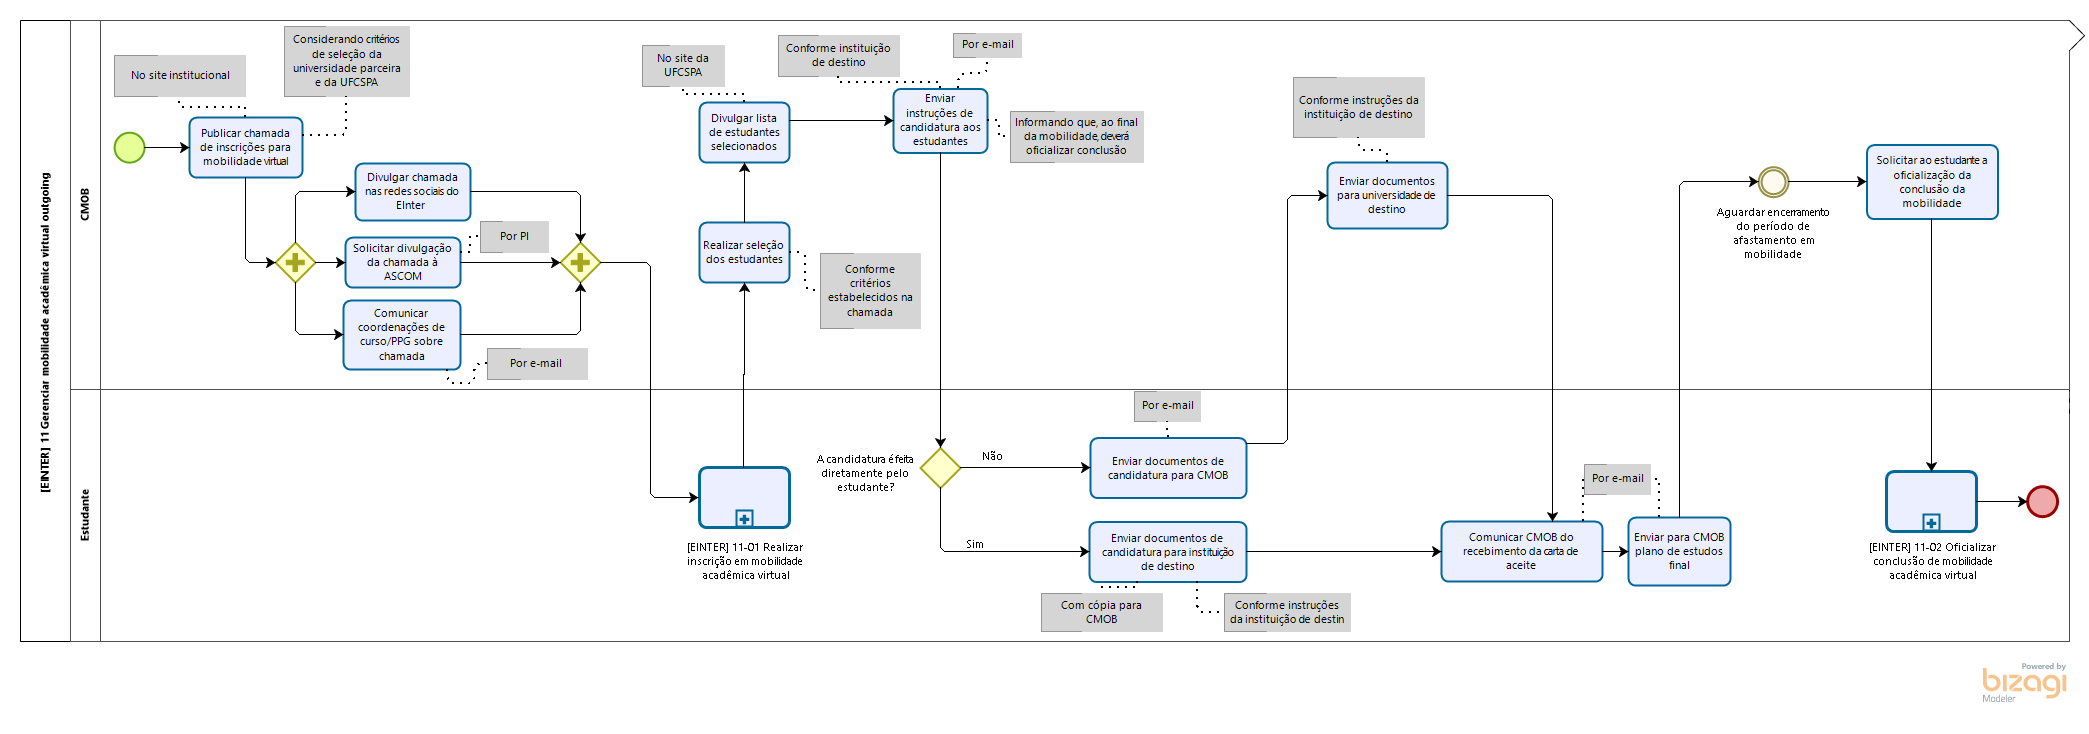 [EINTER] 11 Gerenciar mobilidade acadêmica virtual outgoing
CMOB
No site institucional
Considerando critérios
de seleção da
universidade parceira
e da UFCSPA
Publicar chamada
de inscrições para
mobilidade virtual
Divulgar chamada
nas redes sociais do
EInter
Solicitar divulgação
da chamada à
ASCOM
Por PI
Comunicar
coordenações de
curso/PPG sobre
chamada
Por e-mail
No site da
UFCSPA
Divulgar lista
de estudantes
selecionados
Realizar seleção
dos estudantes
Conforme
critérios
estabelecidos na
chamada
Conforme instituição
de destino
Por e-mail
Enviar
instruções de
candidatura aos
estudantes
Informando que, ao final
da mobilidade, deverá
oficializar conclusão
Conforme instruções da
instituição de destino
Enviar documentos
para universidade de
destino
Aguardar encerramento
do período de
afastamento em
mobilidade
Solicitar ao estudante a
oficialização da
conclusão da
mobilidade
Estudante
[EINTER] 11-01 Realizar
inscrição em mobilidade
acadêmica virtual
A candidatura é feita
diretamente pelo
estudante?
Não
Sim
Por e-mail
Enviar documentos de
candidatura para CMOB
Enviar documentos de
candidatura para instituição
de destino
Com cópia para
CMOB
Conforme instruções
da instituição de destin
Comunicar CMOB do
recebimento da carta de
aceite
Por e-mail
Enviar para CMOB
plano de estudos
final
[EINTER] 11-02 Oficializar
conclusão de mobilidade
acadêmica virtual
Powered by
bizagi
Modeler